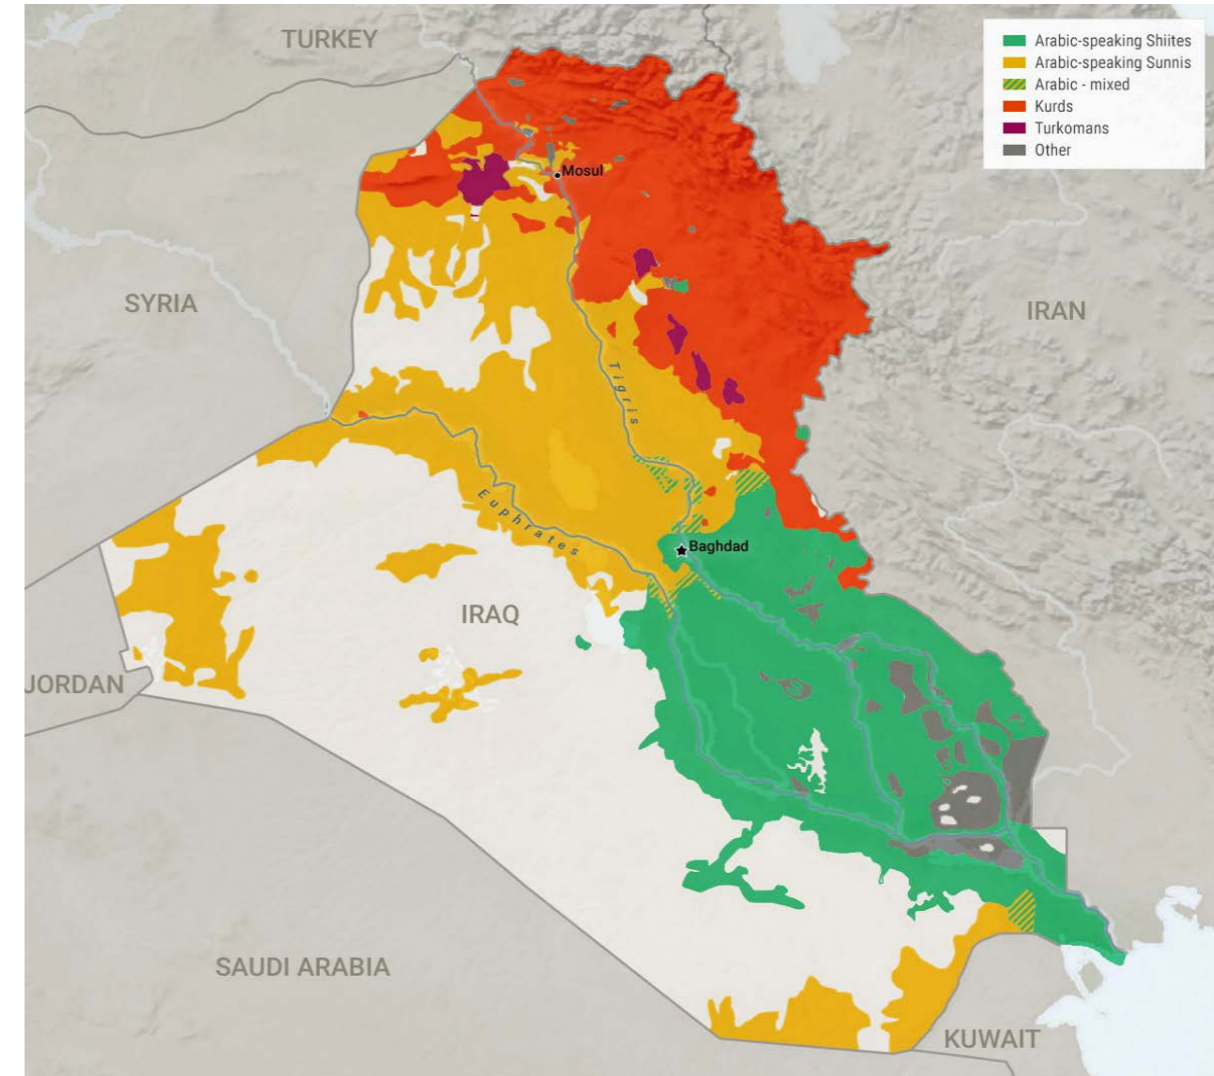 TURKEY
Arabic-speaking Shiites
Arabic-speaking Sunnis
Arabic - mixed
Kurds
Turkomans
Other
Mosul
SYRIA
IRAN
Tigris
Euphrates
Baghdad
IRAQ
JORDAN
SAUDI ARABIA
KUWAIT